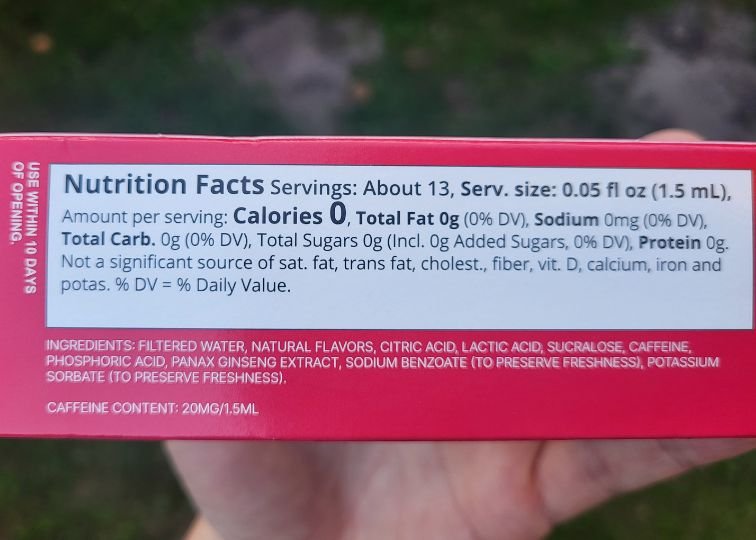 USE WITHIN 10 DAYS
OF OPENING.
Nutrition Facts Servings: About 13, Serv. size: 0.05 fl oz (1.5 mL),
Amount per serving: Calories 0, Total Fat 0g (0% DV), Sodium 0mg (0% DV),
Total Carb. 0g (0% DV), Total Sugars 0g (Incl. 0g Added Sugars, 0% DV), Protein 0g.
Not a significant source of sat. fat, trans fat, cholest., fiber, vit. D, calcium, iron and
potas. % DV = % Daily Value.
INGREDIENTS: FILTERED WATER, NATURAL FLAVORS, CITRIC ACID, LACTIC ACID, SUCRALOSE, CAFFEINE,
PHOSPHORIC ACID, PANAX GINSENG EXTRACT, SODIUM BENZOATE (TO PRESERVE FRESHNESS), POTASSIUM
SORBATE (TO PRESERVE FRESHNESS).
CAFFEINE CONTENT: 20MG/1.5ML